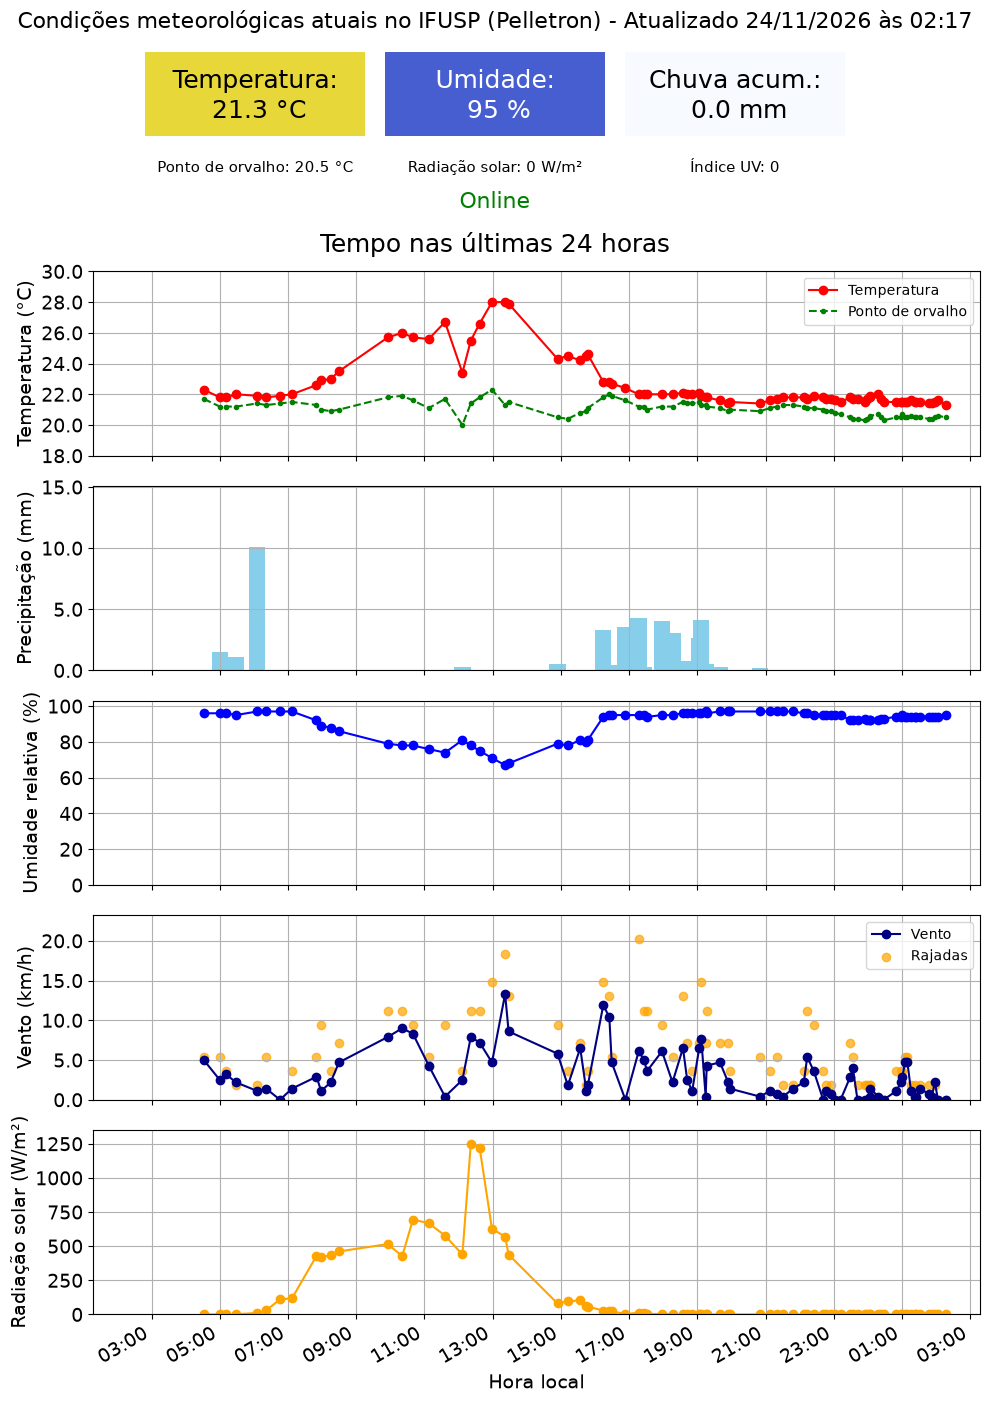 Condições meteorológicas atuais no IFUSP (Pelletron) - Atualizado 24/11/2026 às 02:17
Temperatura:
21.3 °C
Umidade:
95 %
Chuva acum.:
0.0 mm
Ponto de orvalho: 20.5 °C
Radiação solar: 0 W/m²
Índice UV: 0
Online
Tempo nas últimas 24 horas
Temperatura (°C)
30.0
28.0
26.0
24.0
22.0
20.0
18.0
Temperatura
Ponto de orvalho
Precipitação (mm)
15.0
10.0
5.0
0.0
Umidade relativa (%)
100
80
60
40
20
0
Vento (km/h)
20.0
15.0
10.0
5.0
0.0
Vento
Rajadas
Radiação solar (W/m²)
1250
1000
750
500
250
0
03:00
05:00
07:00
09:00
11:00
13:00
15:00
17:00
19:00
21:00
23:00
01:00
03:00
Hora local